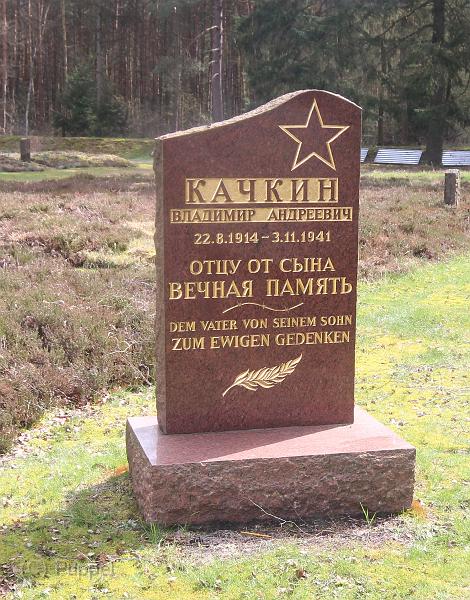 КАЧКИН
ВЛАДИМИР АНДРЕЕВИЧ
22.8.1914 – 3.11.1941
ОТЦУ ОТ СЫНА
ВЕЧНАЯ ПАМЯТЬ
DEM VATER VON SEINEM SOHN
ZUM EWIGEN GEDENKEN